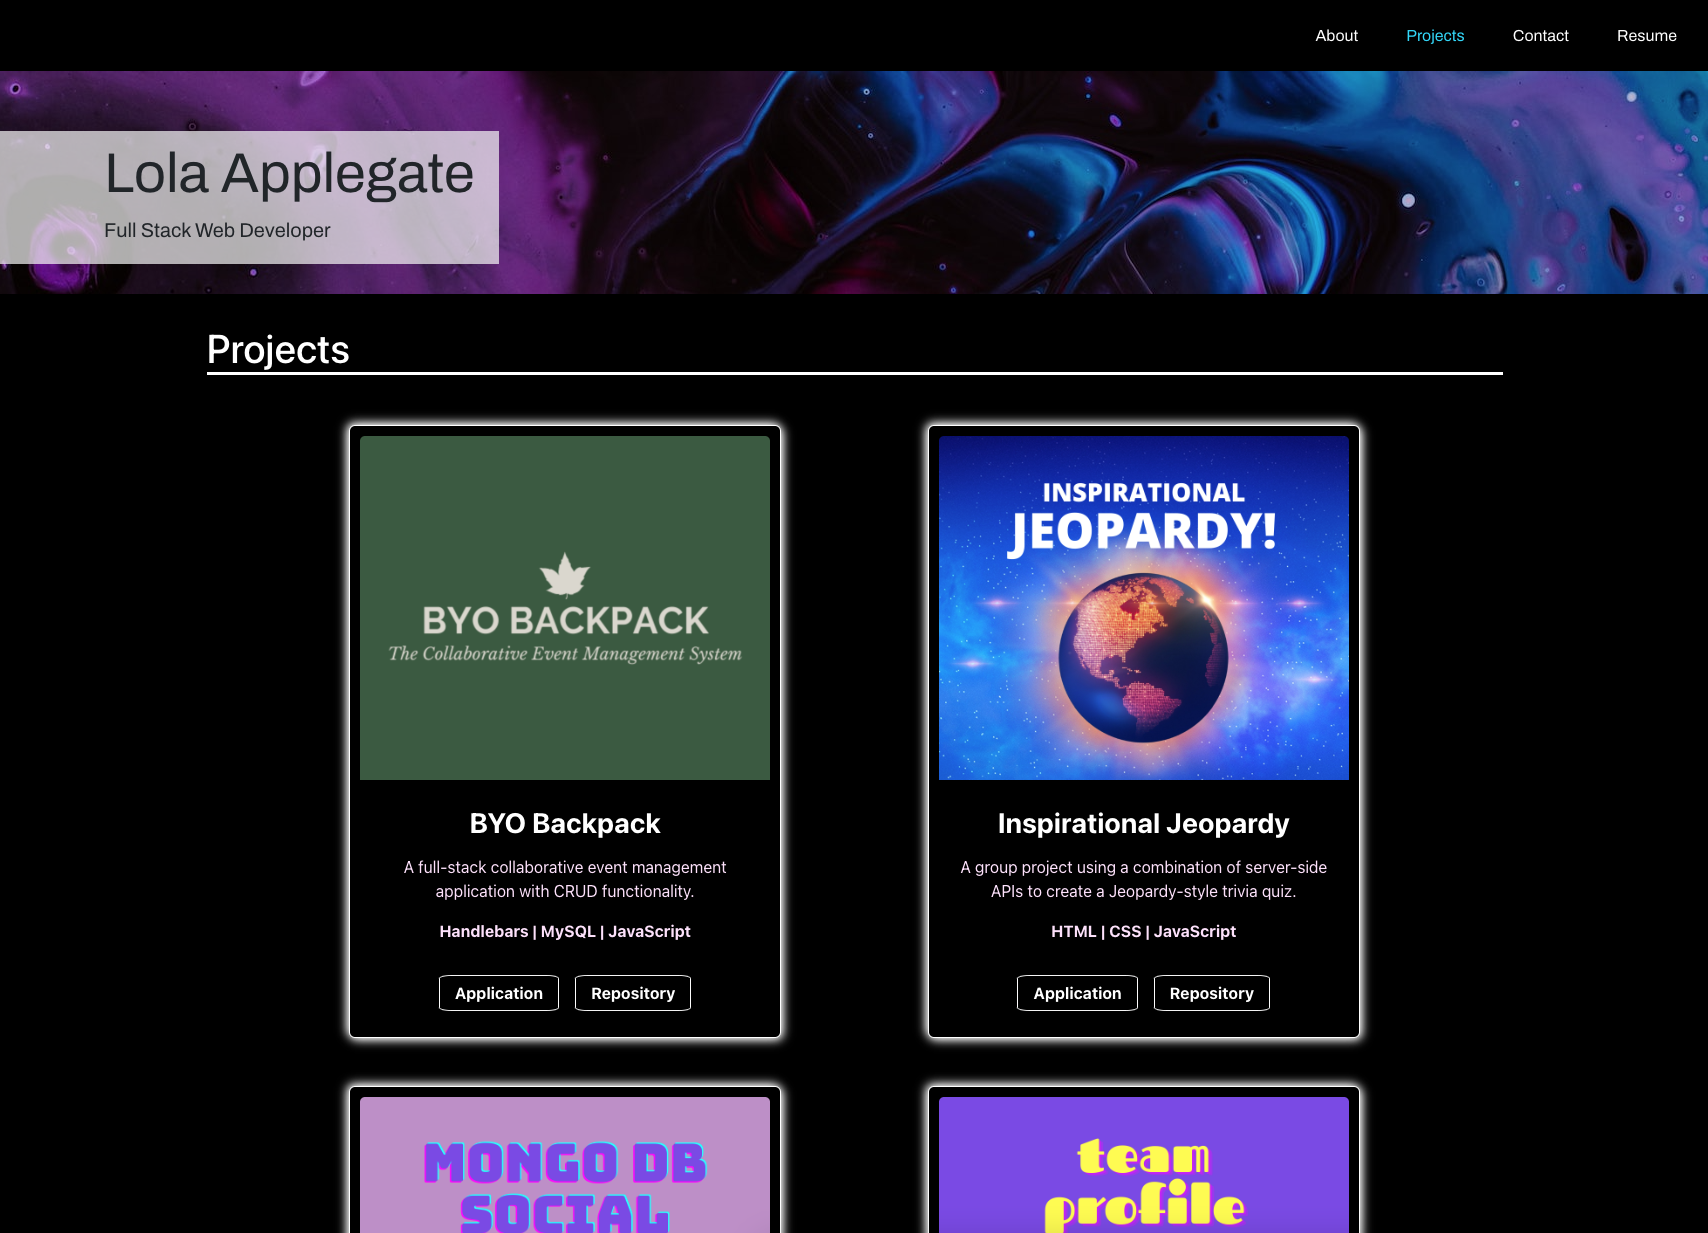 About Projects Contact Resume
Lola Applegate
Full Stack Web Developer
Projects
BYO BACKPACK
The Collaborative Event Management System
BYO Backpack
A full-stack collaborative event management
application with CRUD functionality.
Handlebars | MySQL | JavaScript
Application Repository
INSPIRATIONAL
JEOPARDY!
Inspirational Jeopardy
A group project using a combination of server-side
APIs to create a Jeopardy-style trivia quiz.
HTML | CSS | JavaScript
Application Repository
MONGO DB
SOCIAL
team
profile